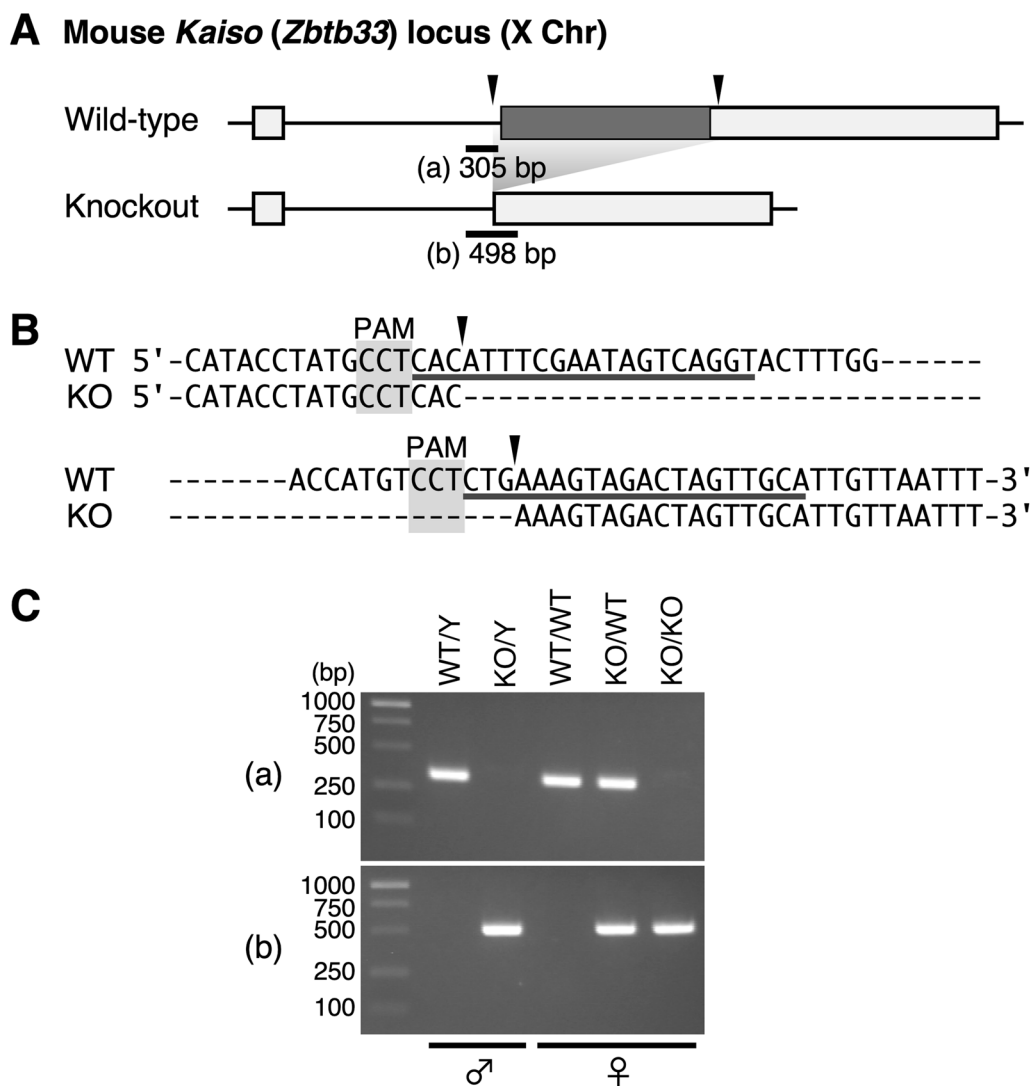 A Mouse Kaiso (Zbtb33) locus (X Chr)
Wild-type
(a) 305 bp
Knockout
(b) 498 bp
B
PAM
WT 5'-CATACCTATGCCTCACATTTCGAATAGTCAGGTACTTTGG------
KO 5'-CATACCTATGCCTCAC------------------------------
PAM
WT -------ACCATGTCCTCTGAAAGTAGACTAGTTGCATTGTTAATTT-3'
KO --------------------AAAGTAGACTAGTTGCATTGTTAATTT-3'
C
WT/Y KO/Y WT/WT KO/WT KO/KO
(bp)
1000
750
500
(a)
250
100
1000
750
500
(b)
250
100
♂ ♀